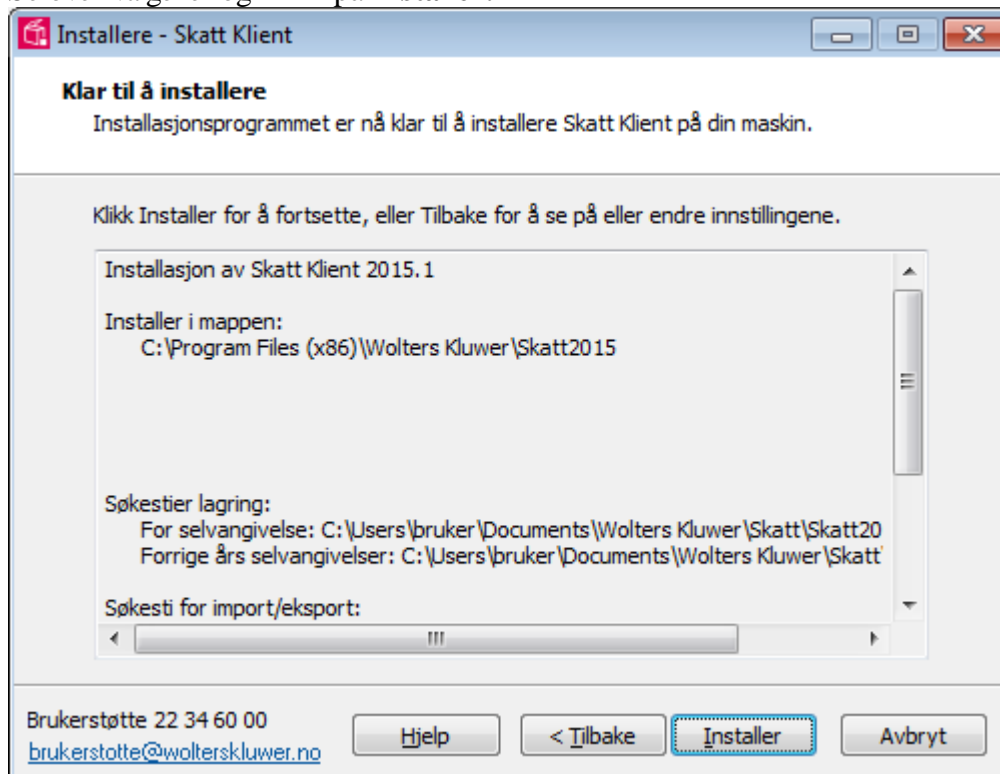 Installere - Skatt Klient
Klar til å installere
Installasjonsprogrammet er nå klar til å installere Skatt Klient på din maskin.
Klikk Installer for å fortsette, eller Tilbake for å se på eller endre innstillingene.
Installasjon av Skatt Klient 2015.1
Installer i mappen:
C:\Program Files (x86)\Wolters Kluwer\Skatt2015
Søkestier lagring:
For selvangivelse: C:\Users\bruker\Documents\Wolters Kluwer\Skatt\Skatt20
Forrige års selvangivelser: C:\Users\bruker\Documents\Wolters Kluwer\Skatt
Søkesti for import/eksport:
Brukerstøtte 22 34 60 00
brukerstotte@wolterskluwer.no
Hjelp
< Tilbake
Installer
Avbryt